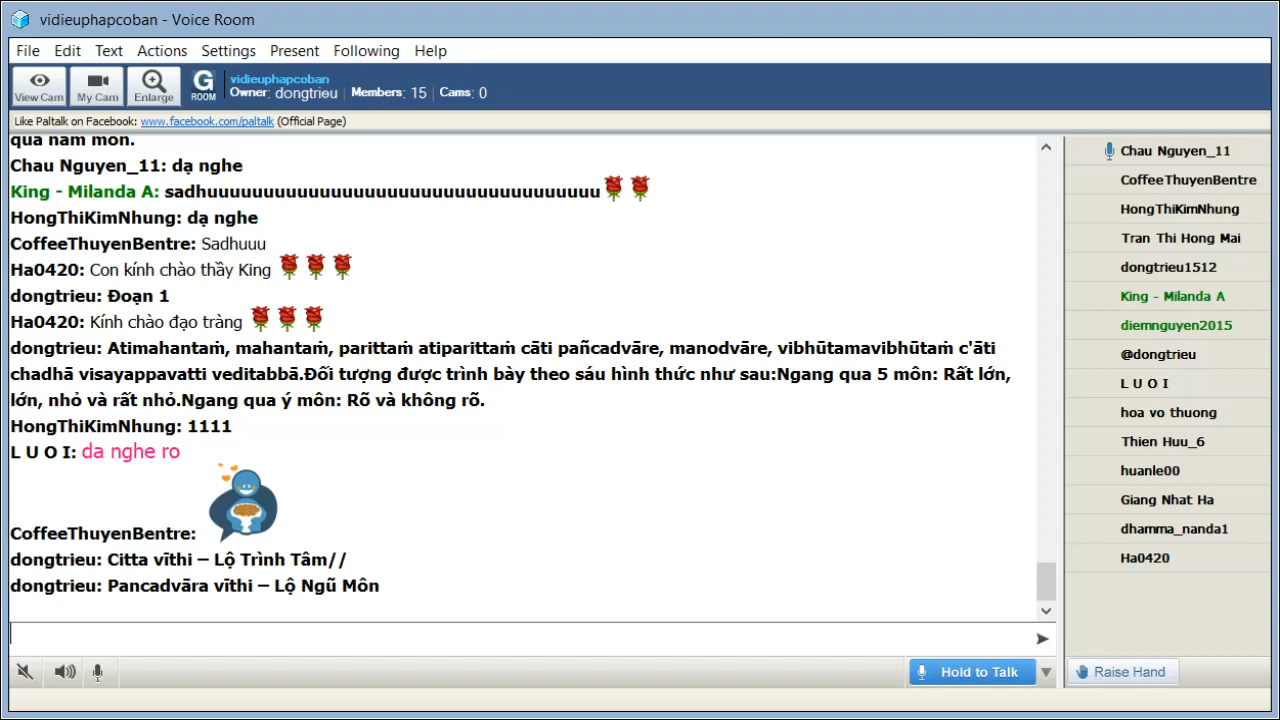 vidieuphapcoban - Voice Room
File Edit Text Actions Settings Present Following Help
View Cam My Cam Enlarge G ROOM
vidieuphapcoban
Owner: dongtrieu | Members: 15 | Cams: 0
Like Paltalk on Facebook: www.facebook.com/paltalk (Official Page)
qua năm môn.
Chau Nguyen_11: dạ nghe
King - Milanda A: sadhuuuuuuuuuuuuuuuuuuuuuuuuuuuuuuuuuuu
HongThiKimNhung: dạ nghe
CoffeeThuyenBentre: Sadhuuu
Ha0420: Con kính chào thầy King
dongtrieu: Đoạn 1
Ha0420: Kính chào đạo tràng
dongtrieu: Atimahantaṁ, mahantaṁ, parittaṁ atiparittaṁ cāti pañcadvāre, manodvāre, vibhūtamavibhūtaṁ c'āti
chadhā visayappavatti veditabbā.Đối tượng được trình bày theo sáu hình thức như sau:Ngang qua 5 môn: Rất lớn,
lớn, nhỏ và rất nhỏ.Ngang qua ý môn: Rõ và không rõ.
HongThiKimNhung: 1111
L U O I: da nghe ro
CoffeeThuyenBentre:
dongtrieu: Citta vīthi – Lộ Trình Tâm//
dongtrieu: Pancadvāra vīthi – Lộ Ngũ Môn
Chau Nguyen_11
CoffeeThuyenBentre
HongThiKimNhung
Tran Thi Hong Mai
dongtrieu1512
King - Milanda A
diemnguyen2015
@dongtrieu
L U O I
hoa vo thuong
Thien Huu_6
huanle00
Giang Nhat Ha
dhamma_nanda1
Ha0420
Hold to Talk
Raise Hand